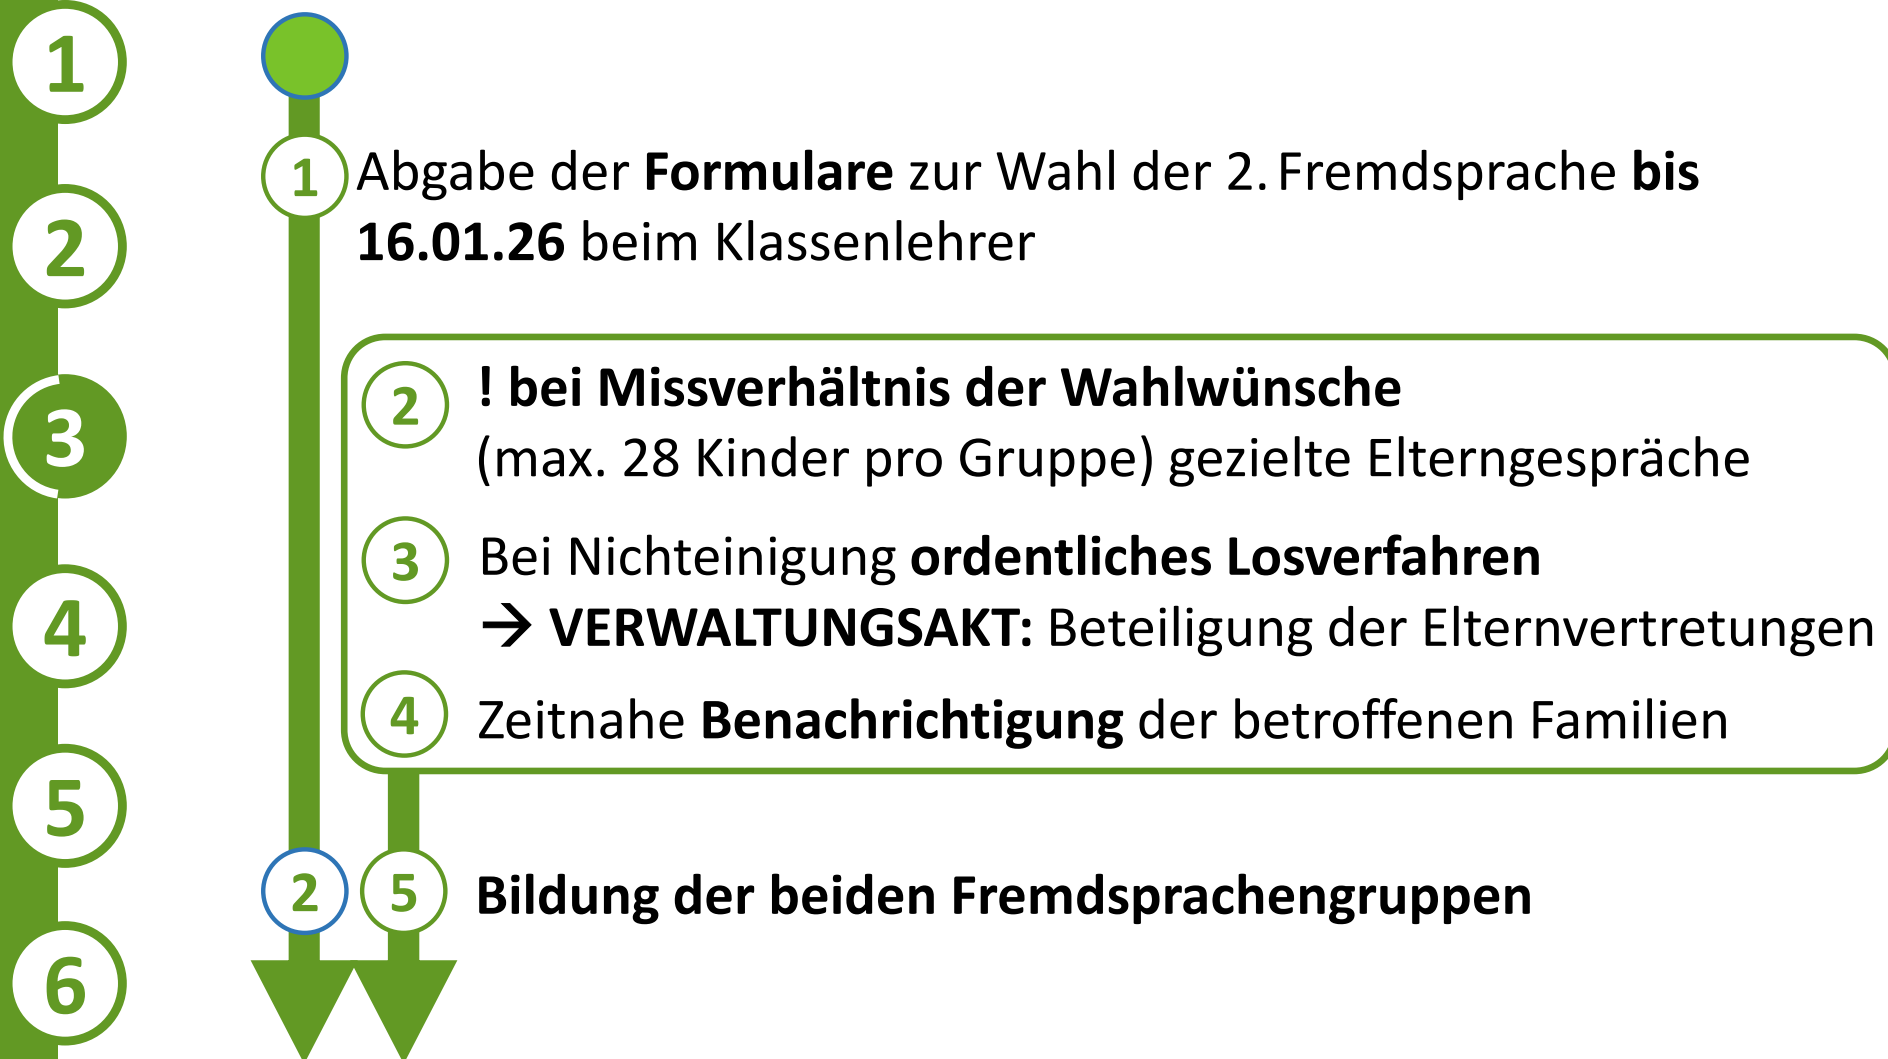 1
2
3
4
5
6
1
Abgabe der Formulare zur Wahl der 2. Fremdsprache bis
16.01.26 beim Klassenlehrer
2
! bei Missverhältnis der Wahlwünsche
(max. 28 Kinder pro Gruppe) gezielte Elterngespräche
3
Bei Nichteinigung ordentliches Losverfahren
→ VERWALTUNGSAKT: Beteiligung der Elternvertretungen
4
Zeitnahe Benachrichtigung der betroffenen Familien
2
5
Bildung der beiden Fremdsprachengruppen